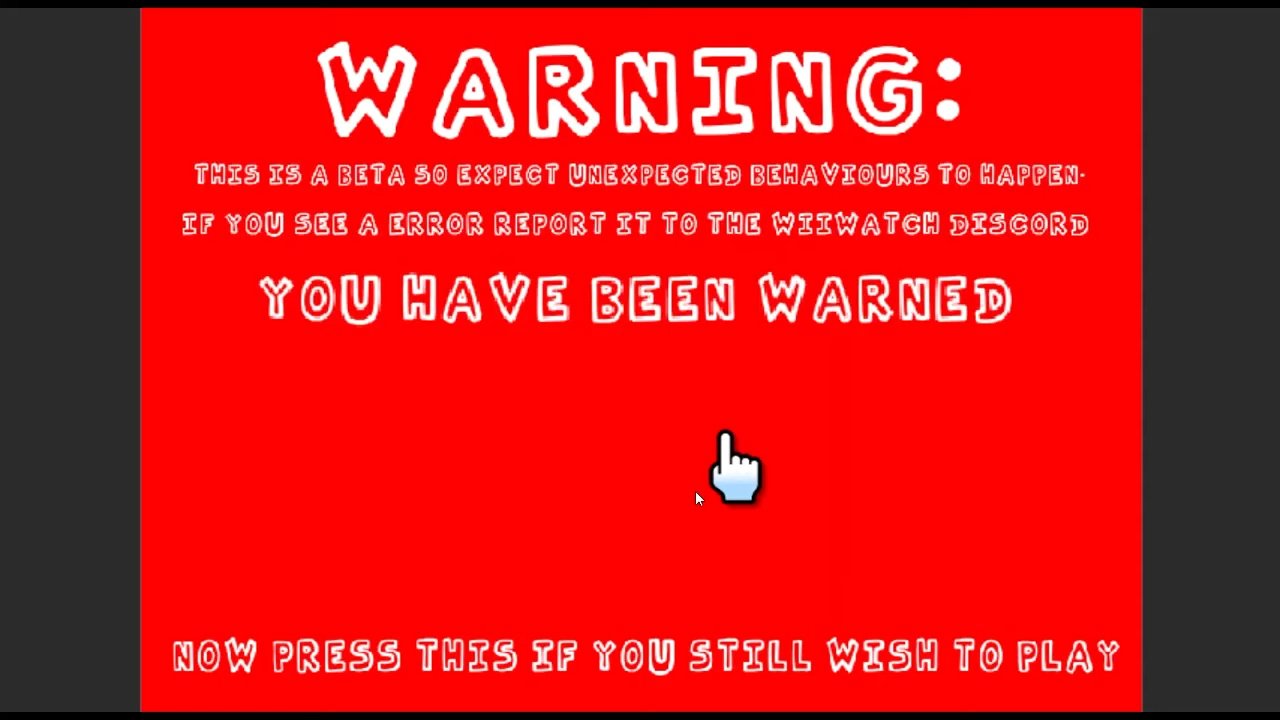 WARNING:
THIS IS A BETA SO EXPECT UNEXPECTED BEHAVIOURS TO HAPPEN.
IF YOU SEE A ERROR REPORT IT TO THE WIIWATCH DISCORD
YOU HAVE BEEN WARNED
NOW PRESS THIS IF YOU STILL WISH TO PLAY